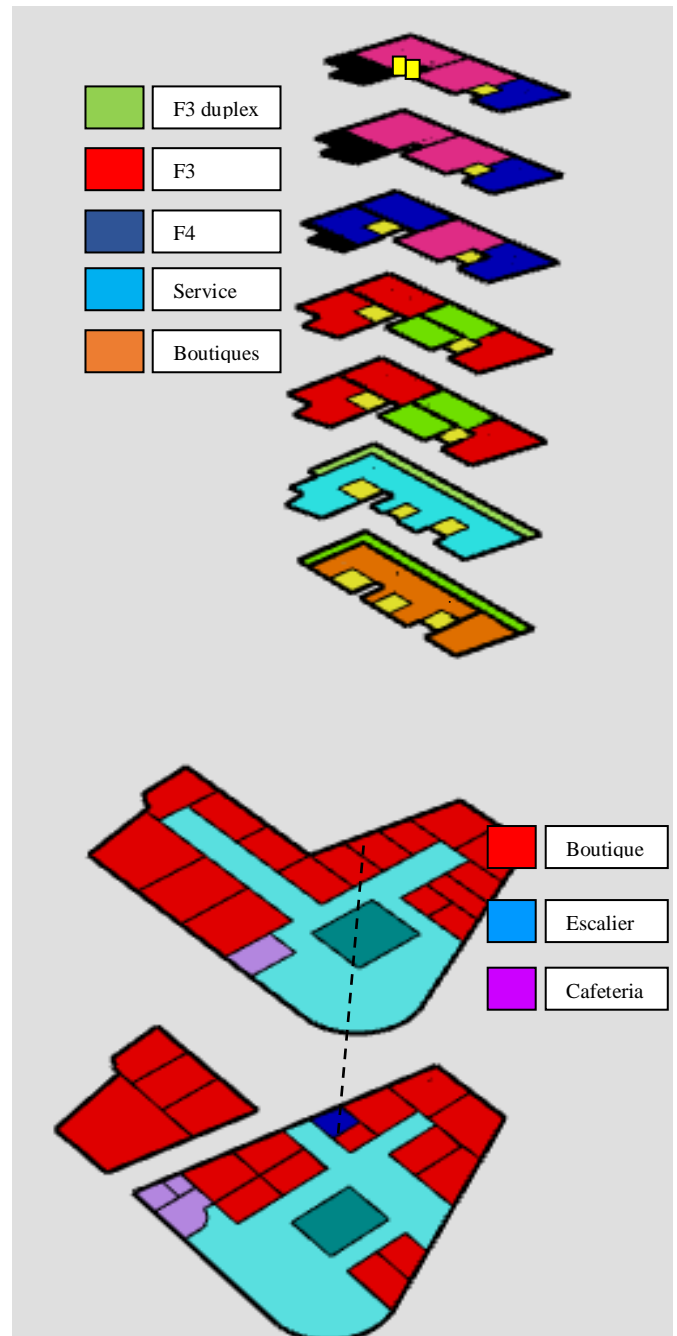 F3 duplex
F3
F4
Service
Boutiques
Boutique
Escalier
Cafeteria